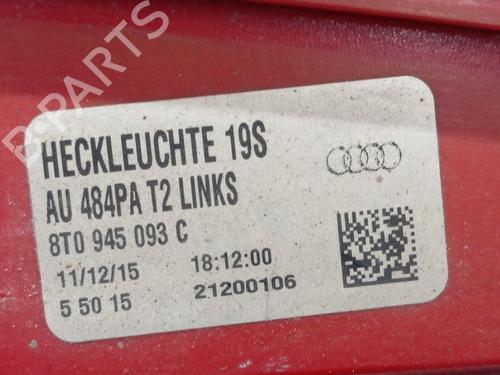 B-PARTS
HECKLEUCHTE 19S
AU 484PA T2 LINKS
8T0 945 093 C
11/12/15 18:12:00
5 50 15 21200106